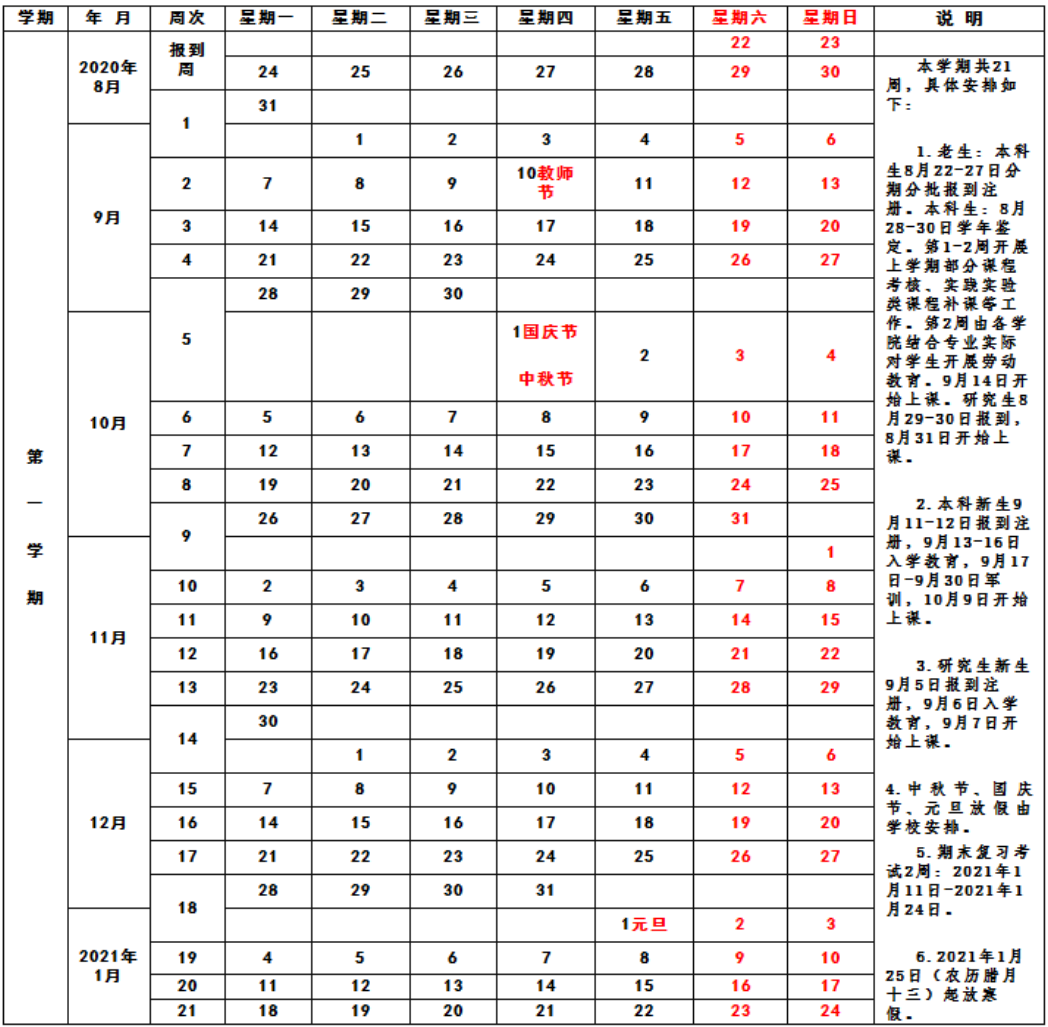 学期 年 月 周次 星期一 星期二 星期三 星期四 星期五 星期六 星期日 说 明
第一学期
2020年
8月
报到
周
22 23
24 25 26 27 28 29 30
1
31
9月
1 2 3 4 5 6
2 7 8 9 10教师节 11 12 13
3 14 15 16 17 18 19 20
4 21 22 23 24 25 26 27
5
28 29 30
10月
1国庆节
中秋节
2 3 4
6 5 6 7 8 9 10 11
7 12 13 14 15 16 17 18
8 19 20 21 22 23 24 25
9
26 27 28 29 30 31
11月
1
10 2 3 4 5 6 7 8
11 9 10 11 12 13 14 15
12 16 17 18 19 20 21 22
13 23 24 25 26 27 28 29
14
30
12月
1 2 3 4 5 6
15 7 8 9 10 11 12 13
16 14 15 16 17 18 19 20
17 21 22 23 24 25 26 27
18
28 29 30 31
2021年
1月
1元旦 2 3
19 4 5 6 7 8 9 10
20 11 12 13 14 15 16 17
21 18 19 20 21 22 23 24
本学期共21
周，具体安排如
下：
1.老生：本科
生8月22-27日分
期分批报到注
册。本科生：8月
28-30日学年鉴
定。第1-2周开展
上学期部分课程
考核、实践实验
类课程补课等工
作。第2周由各学
院结合专业实际
对学生开展劳动
教育。9月14日开
始上课。研究生8
月29-30日报到，
8月31日开始上
课。
2.本科新生9
月11-12日报到注
册，9月13-16日
入学教育，9月17
日-9月30日军
训，10月9日开始
上课。
3.研究生新生
9月5日报到注
册，9月6日入学
教育，9月7日开
始上课。
4.中秋节、国庆
节、元旦放假由
学校安排。
5.期末复习考
试2周：2021年1
月11日-2021年1
月24日。
6.2021年1月
25日（农历腊月
十三）起放寒
假。